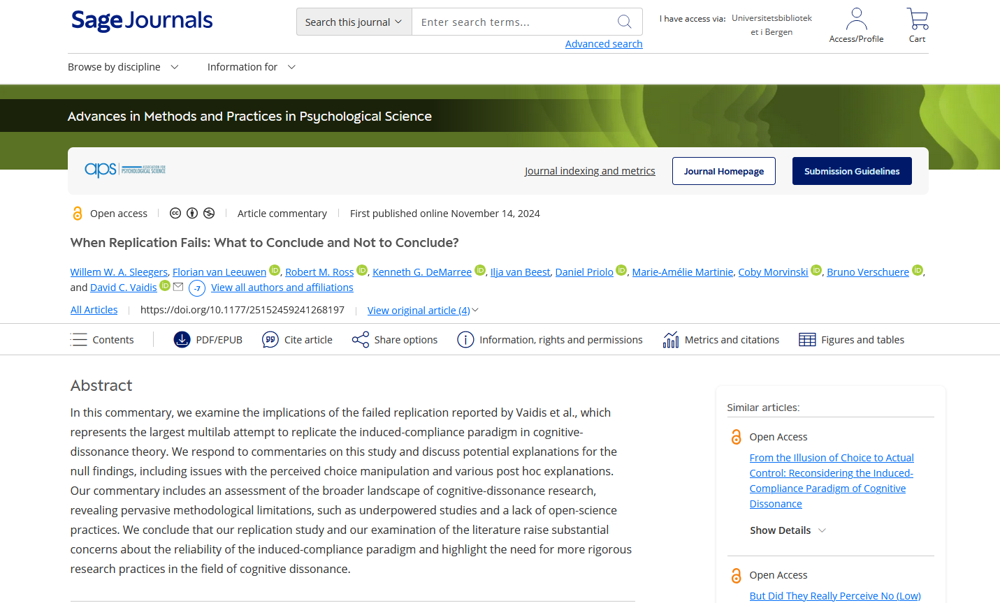 Sage Journals
Search this journal
Enter search terms...
Advanced search
I have access via:
Universitetsbibliotek
et i Bergen
Access/Profile
Cart
Browse by discipline
Information for
Advances in Methods and Practices in Psychological Science
aps ASSOCIATION FOR
PSYCHOLOGICAL SCIENCE
Journal indexing and metrics
Journal Homepage
Submission Guidelines
Open access
cc
Article commentary
First published online November 14, 2024
When Replication Fails: What to Conclude and Not to Conclude?
Willem W. A. Sleegers, Florian van Leeuwen iD, Robert M. Ross iD, Kenneth G. DeMarree iD, Ilja van Beest, Daniel Priolo iD, Marie-Amélie Martinie, Coby Morvinski iD, Bruno Verschuere iD,
and David C. Vaidis iD -7 View all authors and affiliations
All Articles
https://doi.org/10.1177/25152459241268197
View original article (4)
Contents
PDF/EPUB
Cite article
Share options
Information, rights and permissions
Metrics and citations
Figures and tables
Abstract
In this commentary, we examine the implications of the failed replication reported by Vaidis et al., which
represents the largest multilab attempt to replicate the induced-compliance paradigm in cognitive-
dissonance theory. We respond to commentaries on this study and discuss potential explanations for the
null findings, including issues with the perceived choice manipulation and various post hoc explanations.
Our commentary includes an assessment of the broader landscape of cognitive-dissonance research,
revealing pervasive methodological limitations, such as underpowered studies and a lack of open-science
practices. We conclude that our replication study and our examination of the literature raise substantial
concerns about the reliability of the induced-compliance paradigm and highlight the need for more rigorous
research practices in the field of cognitive dissonance.
Similar articles:
Open Access
From the Illusion of Choice to Actual
Control: Reconsidering the Induced-
Compliance Paradigm of Cognitive
Dissonance
Show Details
Open Access
But Did They Really Perceive No (Low)